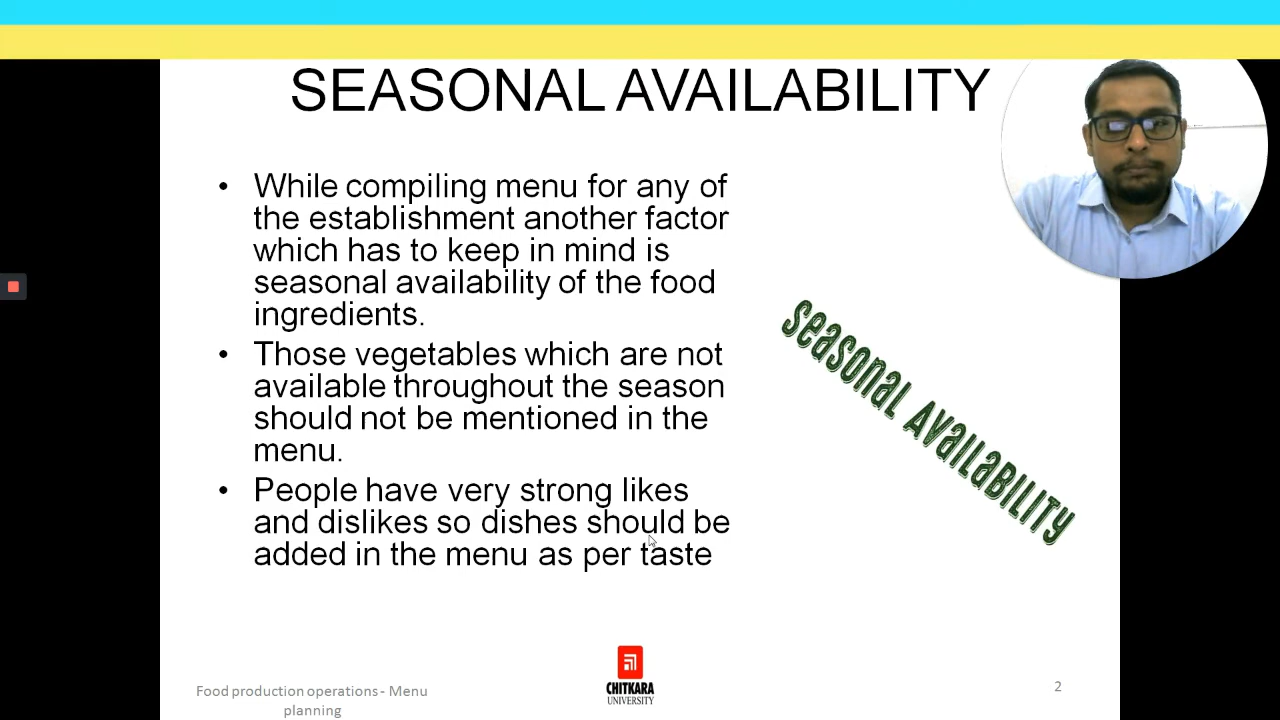 SEASONAL AVAILABILITY
• While compiling menu for any of
the establishment another factor
which has to keep in mind is
seasonal availability of the food
ingredients.
• Those vegetables which are not
available throughout the season
should not be mentioned in the
menu.
• People have very strong likes
and dislikes so dishes should be
added in the menu as per taste
Seasonal Availability
Food production operations - Menu
planning
CHITKARA
UNIVERSITY
2